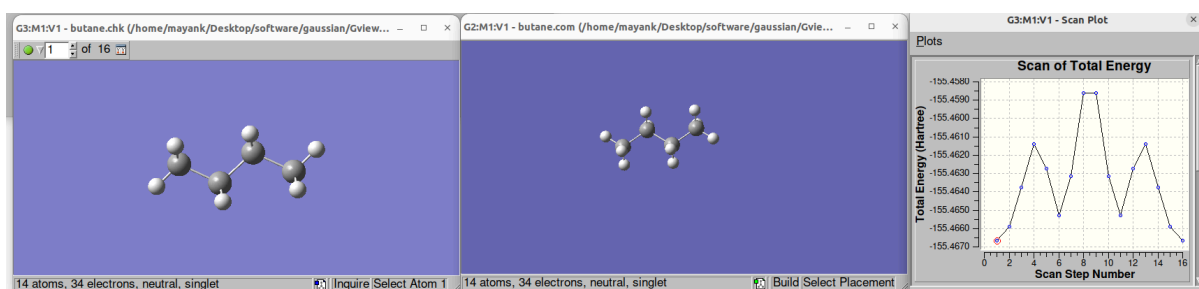 G3:M1:V1 - butane.chk (/home/mayank/Desktop/software/gaussian/Gview...
1 of 16
14 atoms, 34 electrons, neutral, singlet
Inquire Select Atom 1
G2:M1:V1 - butane.com (/home/mayank/Desktop/software/gaussian/Gvie...
14 atoms, 34 electrons, neutral, singlet
Build Select Placement
G3:M1:V1 - Scan Plot
Plots
Scan of Total Energy
Total Energy (Hartree)
-155.4580
-155.4590
-155.4600
-155.4610
-155.4620
-155.4630
-155.4640
-155.4650
-155.4660
-155.4670
0 2 4 6 8 10 12 14 16
Scan Step Number